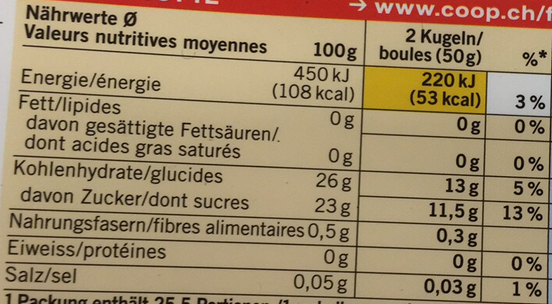 → www.coop.ch/f
Nährwerte Ø
Valeurs nutritives moyennes 100g 2 Kugeln/ boules (50g) %*
Energie/énergie 450 kJ (108 kcal) 220 kJ (53 kcal) 3%
Fett/lipides 0g 0g 0%
davon gesättigte Fettsäuren/.
dont acides gras saturés 0g 0g 0%
Kohlenhydrate/glucides 26g 13g 5%
davon Zucker/dont sucres 23g 11,5g 13%
Nahrungsfasern/fibres alimentaires 0,5g 0,3g
Eiweiss/protéines 0g 0g 0%
Salz/sel 0,05g 0,03g 1%
1 Packung enthält 25,5 Portionen